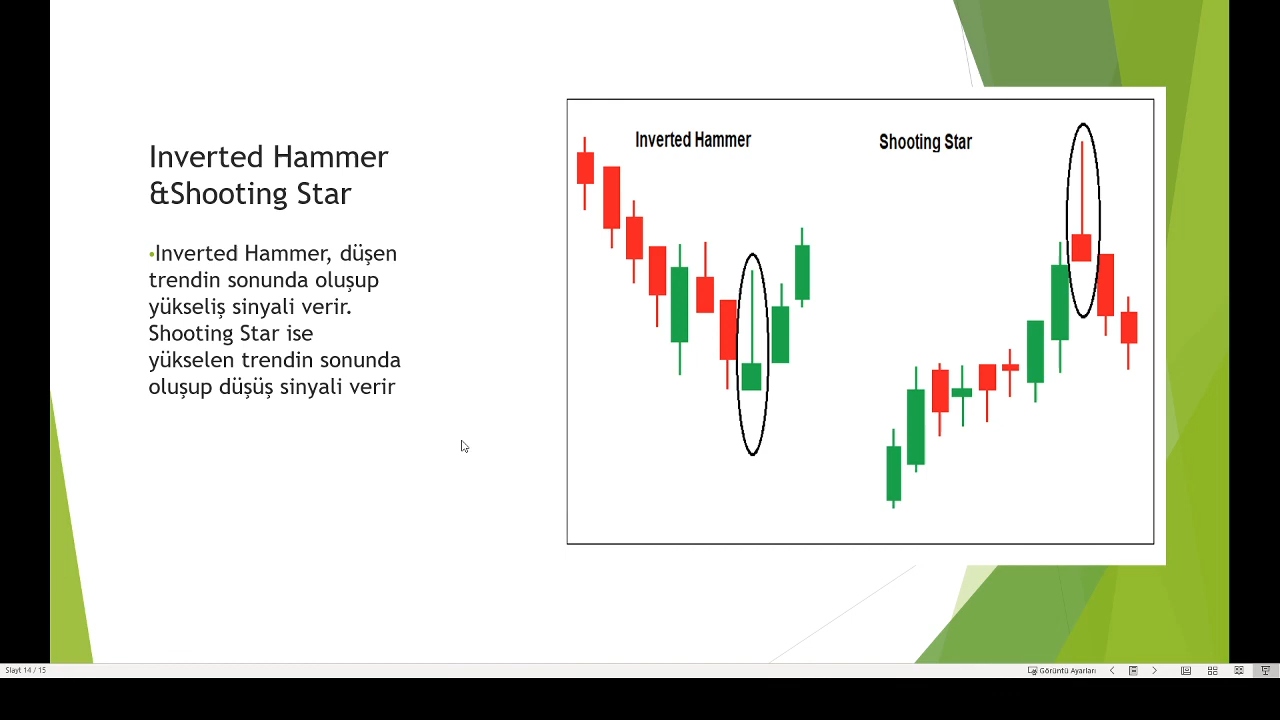 Inverted Hammer
&Shooting Star
•Inverted Hammer, düşen
trendin sonunda oluşup
yükseliş sinyali verir.
Shooting Star ise
yükselen trendin sonunda
oluşup düşüş sinyali verir
Inverted Hammer
Shooting Star
Slayt 14 / 15
Görüntü Ayarları